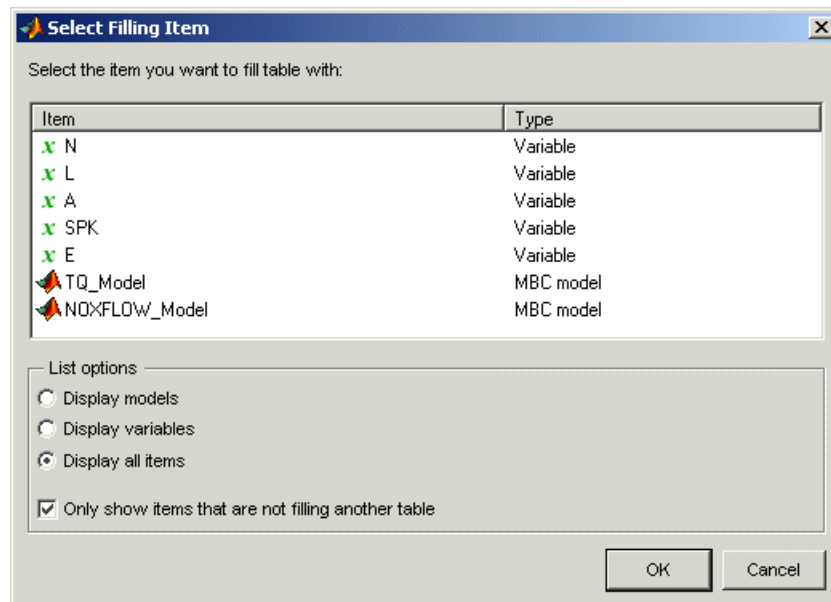 Select Filling Item
Select the item you want to fill table with:
Item Type
x N Variable
x L Variable
x A Variable
x SPK Variable
x E Variable
TQ_Model MBC model
NOXFLOW_Model MBC model
List options
Display models
Display variables
Display all items
Only show items that are not filling another table
OK Cancel